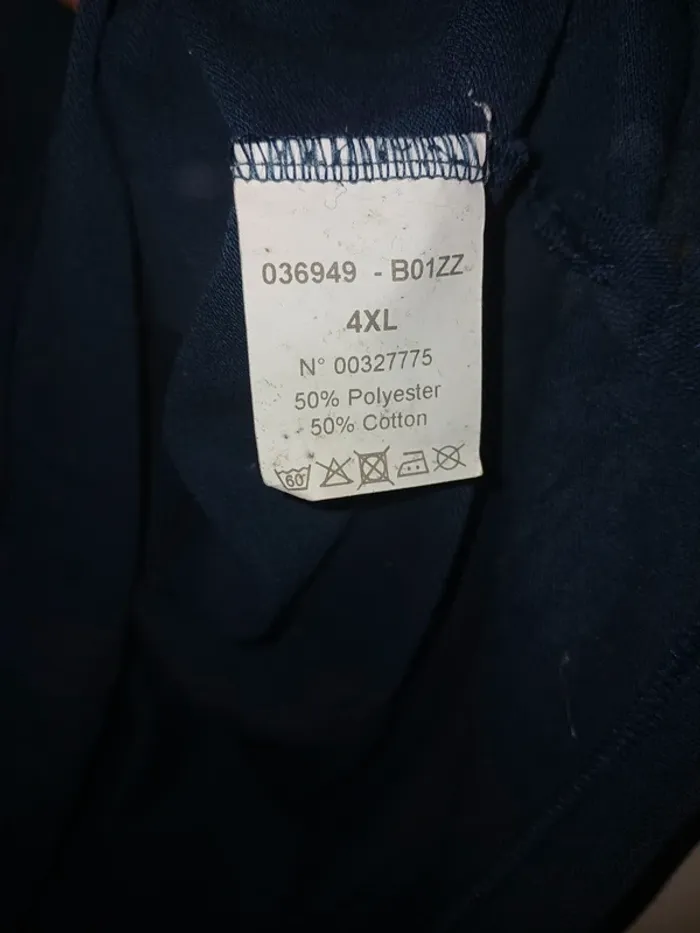 036949 - B01ZZ
4XL
N° 00327775
50% Polyester
50% Cotton
60